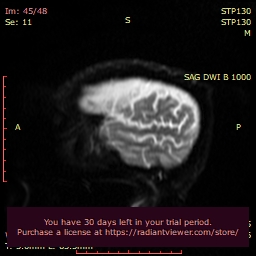 Im: 45/48
Se: 11
S
STP130
STP130
M
SAG DWI B 1000
A
P
You have 30 days left in your trial period.
Purchase a license at https://radiantviewer.com/store/